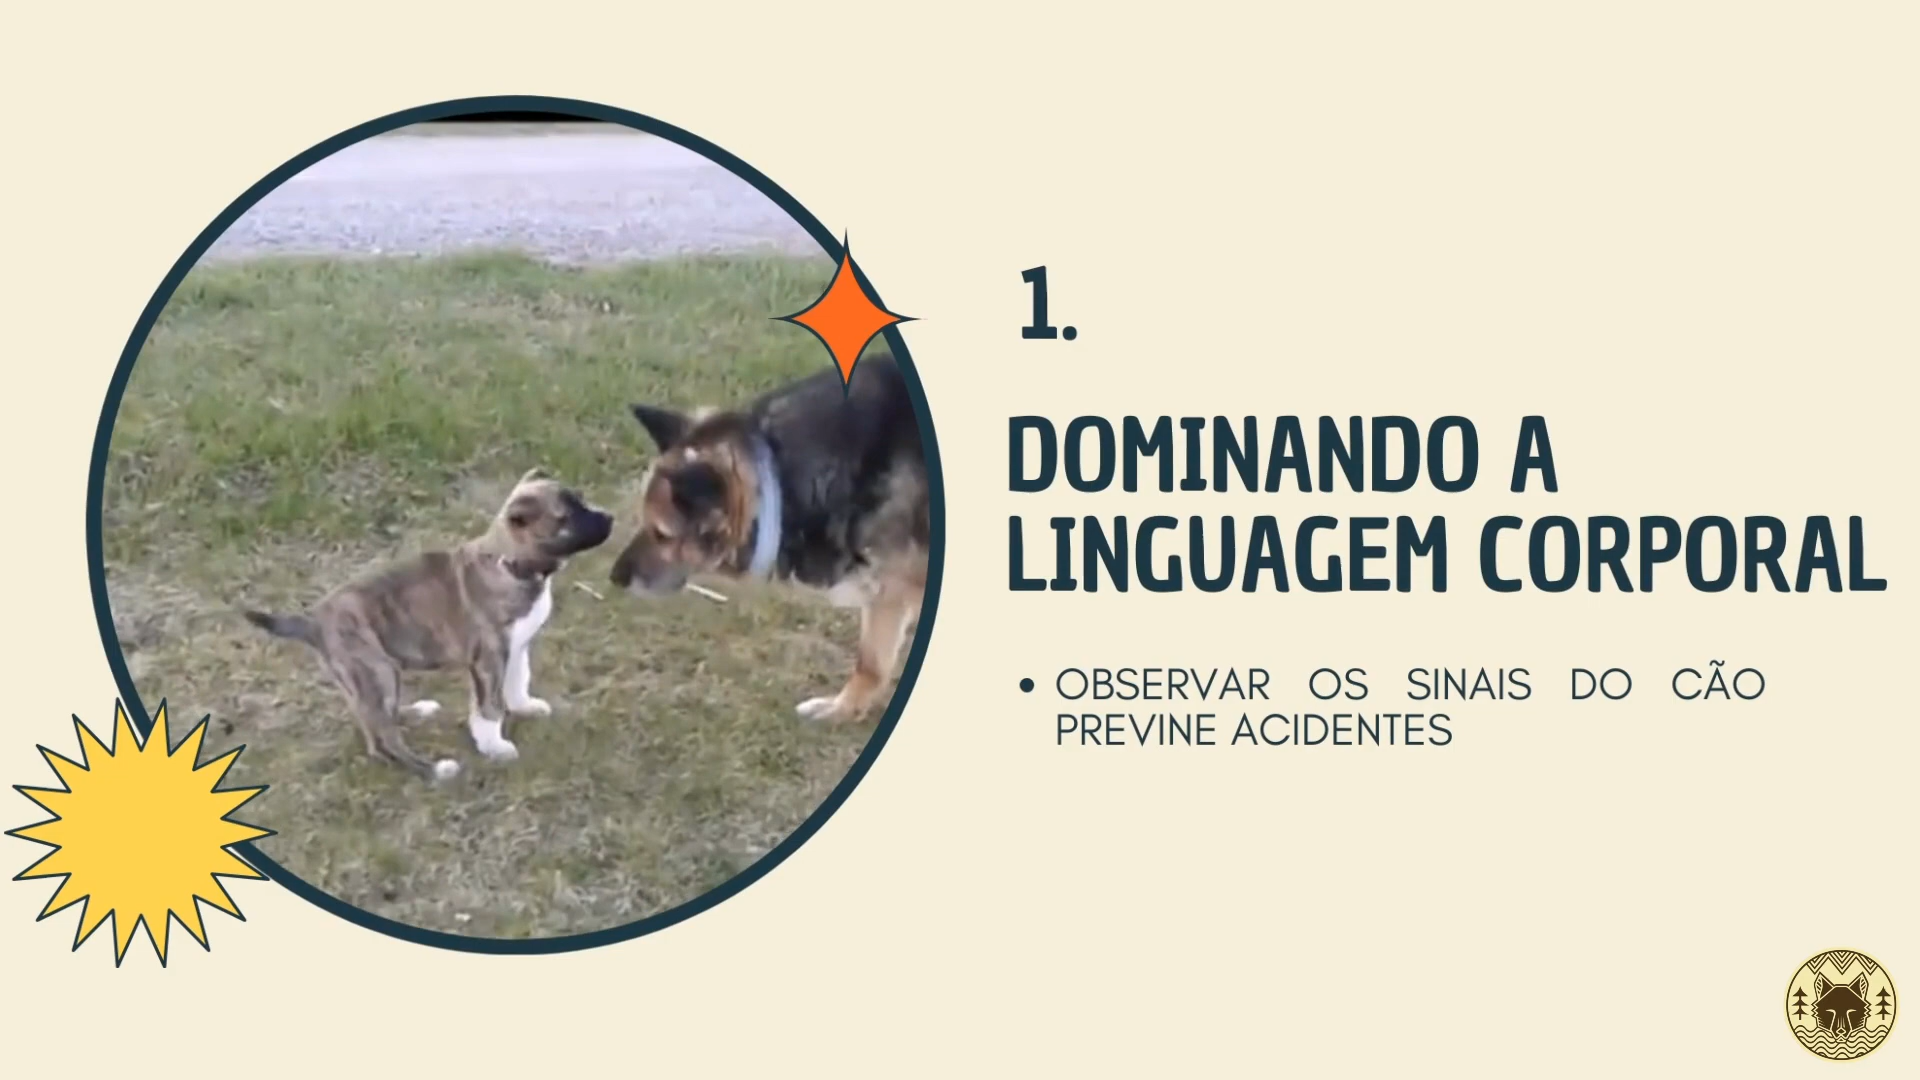 1.
DOMINANDO A
LINGUAGEM CORPORAL
• OBSERVAR OS SINAIS DO CÃO
PREVINE ACIDENTES